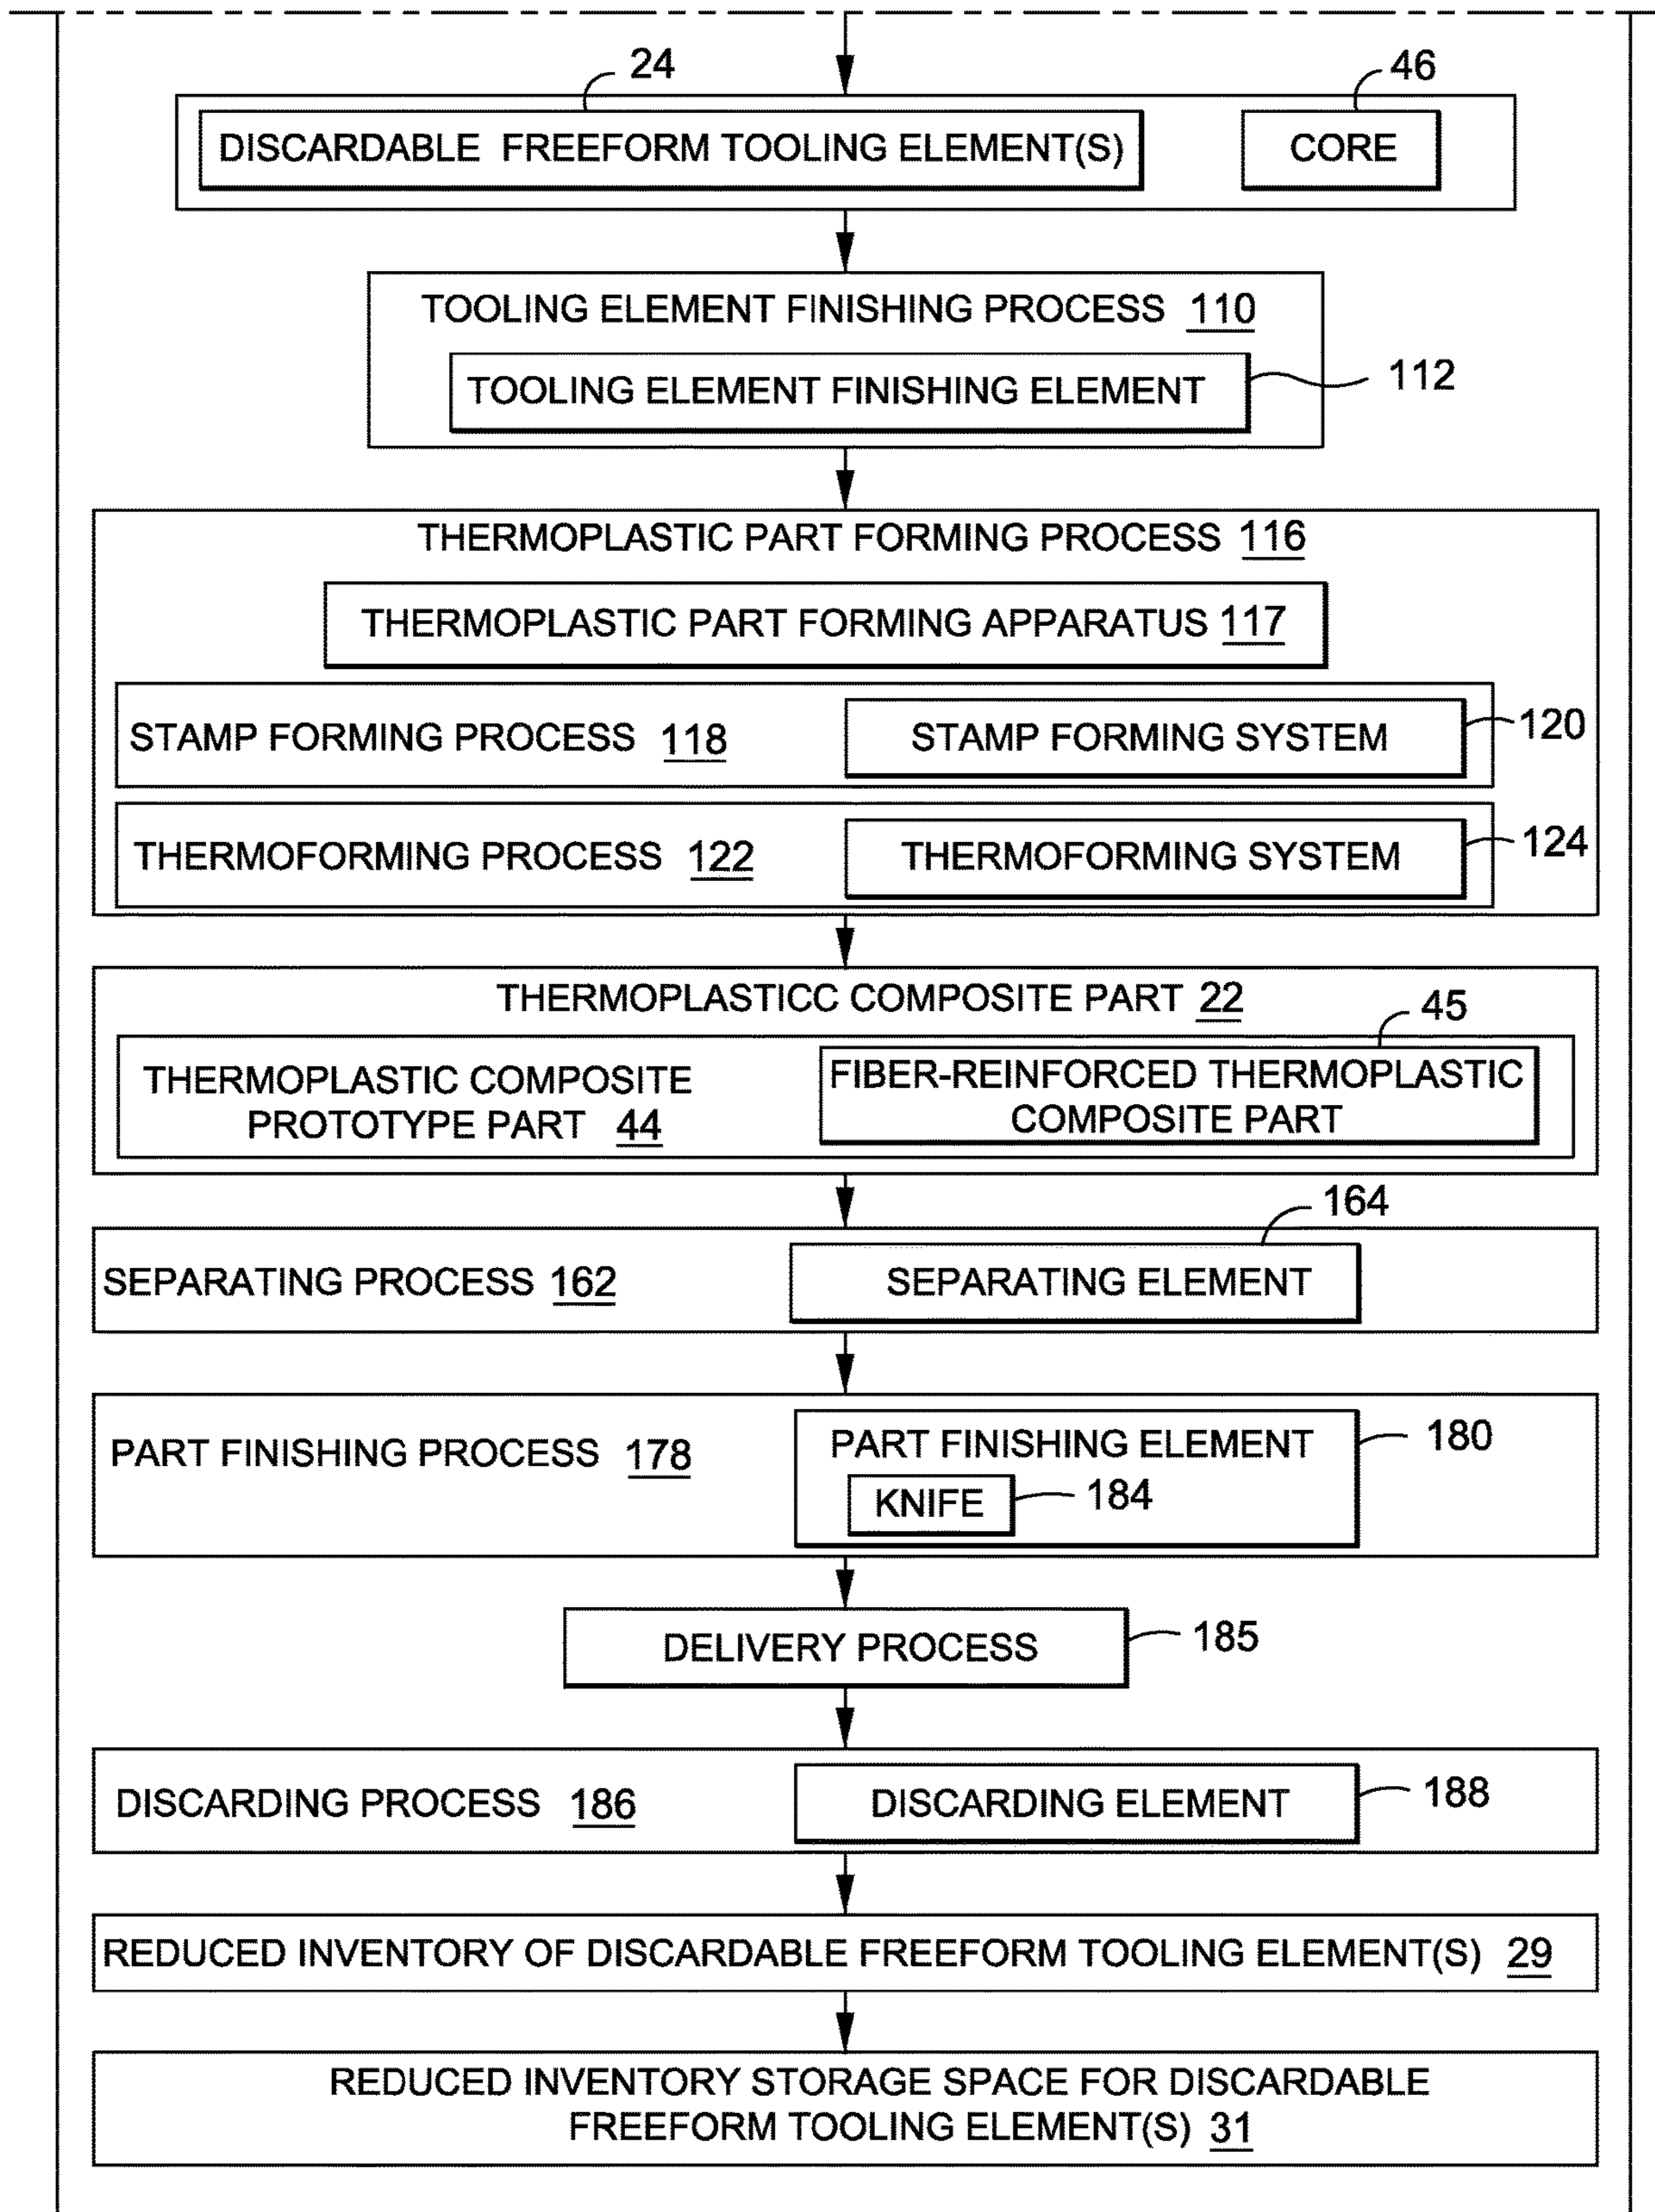 24
46
DISCARDABLE FREEFORM TOOLING ELEMENT(S)
CORE
TOOLING ELEMENT FINISHING PROCESS 110
TOOLING ELEMENT FINISHING ELEMENT
112
THERMOPLASTIC PART FORMING PROCESS 116
THERMOPLASTIC PART FORMING APPARATUS 117
STAMP FORMING PROCESS 118
STAMP FORMING SYSTEM
120
THERMOFORMING PROCESS 122
THERMOFORMING SYSTEM
124
THERMOPLASTICC COMPOSITE PART 22
45
THERMOPLASTIC COMPOSITE
PROTOTYPE PART 44
FIBER-REINFORCED THERMOPLASTIC
COMPOSITE PART
164
SEPARATING PROCESS 162
SEPARATING ELEMENT
PART FINISHING PROCESS 178
PART FINISHING ELEMENT
180
KNIFE
184
DELIVERY PROCESS
185
DISCARDING PROCESS 186
DISCARDING ELEMENT
188
REDUCED INVENTORY OF DISCARDABLE FREEFORM TOOLING ELEMENT(S) 29
REDUCED INVENTORY STORAGE SPACE FOR DISCARDABLE
FREEFORM TOOLING ELEMENT(S) 31